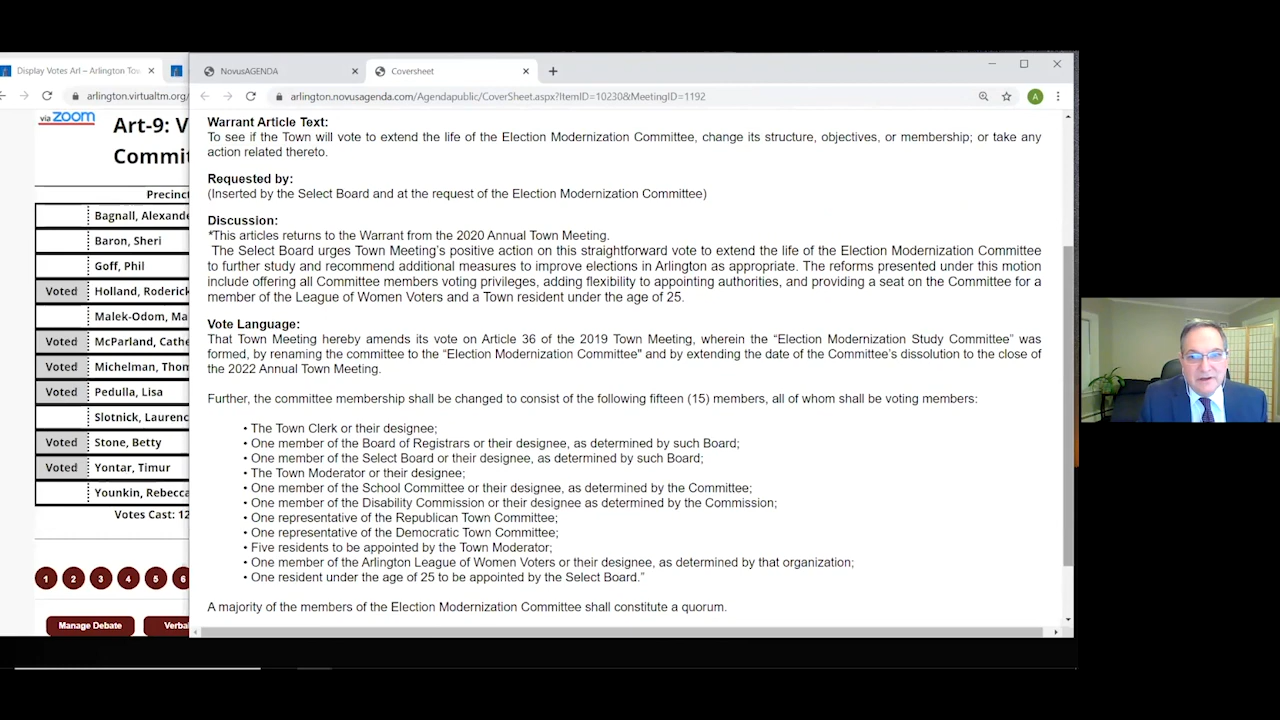 Display Votes Arl – Arlington Tow
NovusAGENDA
Coversheet
arlington.virtualtm.org/
arlington.novusagenda.com/Agendapublic/CoverSheet.aspx?ItemID=10230&MeetingID=1192
A
via ZOOM
Art-9: V
Commit
Precinct
Bagnall, Alexande
Baron, Sheri
Goff, Phil
Voted Holland, Roderick
Malek-Odom, Ma
Voted McParland, Cathe
Voted Michelman, Thom
Voted Pedulla, Lisa
Slotnick, Laurenc
Voted Stone, Betty
Voted Yontar, Timur
Younkin, Rebecca
Votes Cast: 12
1 2 3 4 5 6
Manage Debate
Verba
Warrant Article Text:
To see if the Town will vote to extend the life of the Election Modernization Committee, change its structure, objectives, or membership; or take any
action related thereto.
Requested by:
(Inserted by the Select Board and at the request of the Election Modernization Committee)
Discussion:
*This articles returns to the Warrant from the 2020 Annual Town Meeting.
The Select Board urges Town Meeting's positive action on this straightforward vote to extend the life of the Election Modernization Committee
to further study and recommend additional measures to improve elections in Arlington as appropriate. The reforms presented under this motion
include offering all Committee members voting privileges, adding flexibility to appointing authorities, and providing a seat on the Committee for a
member of the League of Women Voters and a Town resident under the age of 25.
Vote Language:
That Town Meeting hereby amends its vote on Article 36 of the 2019 Town Meeting, wherein the “Election Modernization Study Committee” was
formed, by renaming the committee to the “Election Modernization Committee" and by extending the date of the Committee’s dissolution to the close of
the 2022 Annual Town Meeting.
Further, the committee membership shall be changed to consist of the following fifteen (15) members, all of whom shall be voting members:
• The Town Clerk or their designee;
• One member of the Board of Registrars or their designee, as determined by such Board;
• One member of the Select Board or their designee, as determined by such Board;
• The Town Moderator or their designee;
• One member of the School Committee or their designee, as determined by the Committee;
• One member of the Disability Commission or their designee as determined by the Commission;
• One representative of the Republican Town Committee;
• One representative of the Democratic Town Committee;
• Five residents to be appointed by the Town Moderator;
• One member of the Arlington League of Women Voters or their designee, as determined by that organization;
• One resident under the age of 25 to be appointed by the Select Board.”
A majority of the members of the Election Modernization Committee shall constitute a quorum.